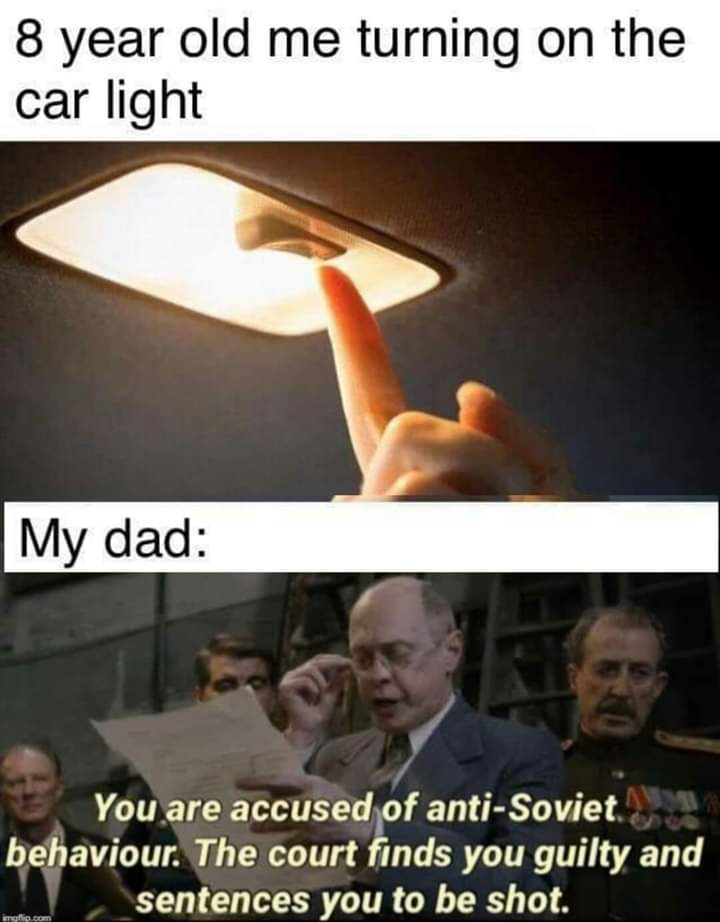 8 year old me turning on the
car light
My dad:
You are accused of anti-Soviet
behaviour. The court finds you guilty and
sentences you to be shot.
imgflip.com